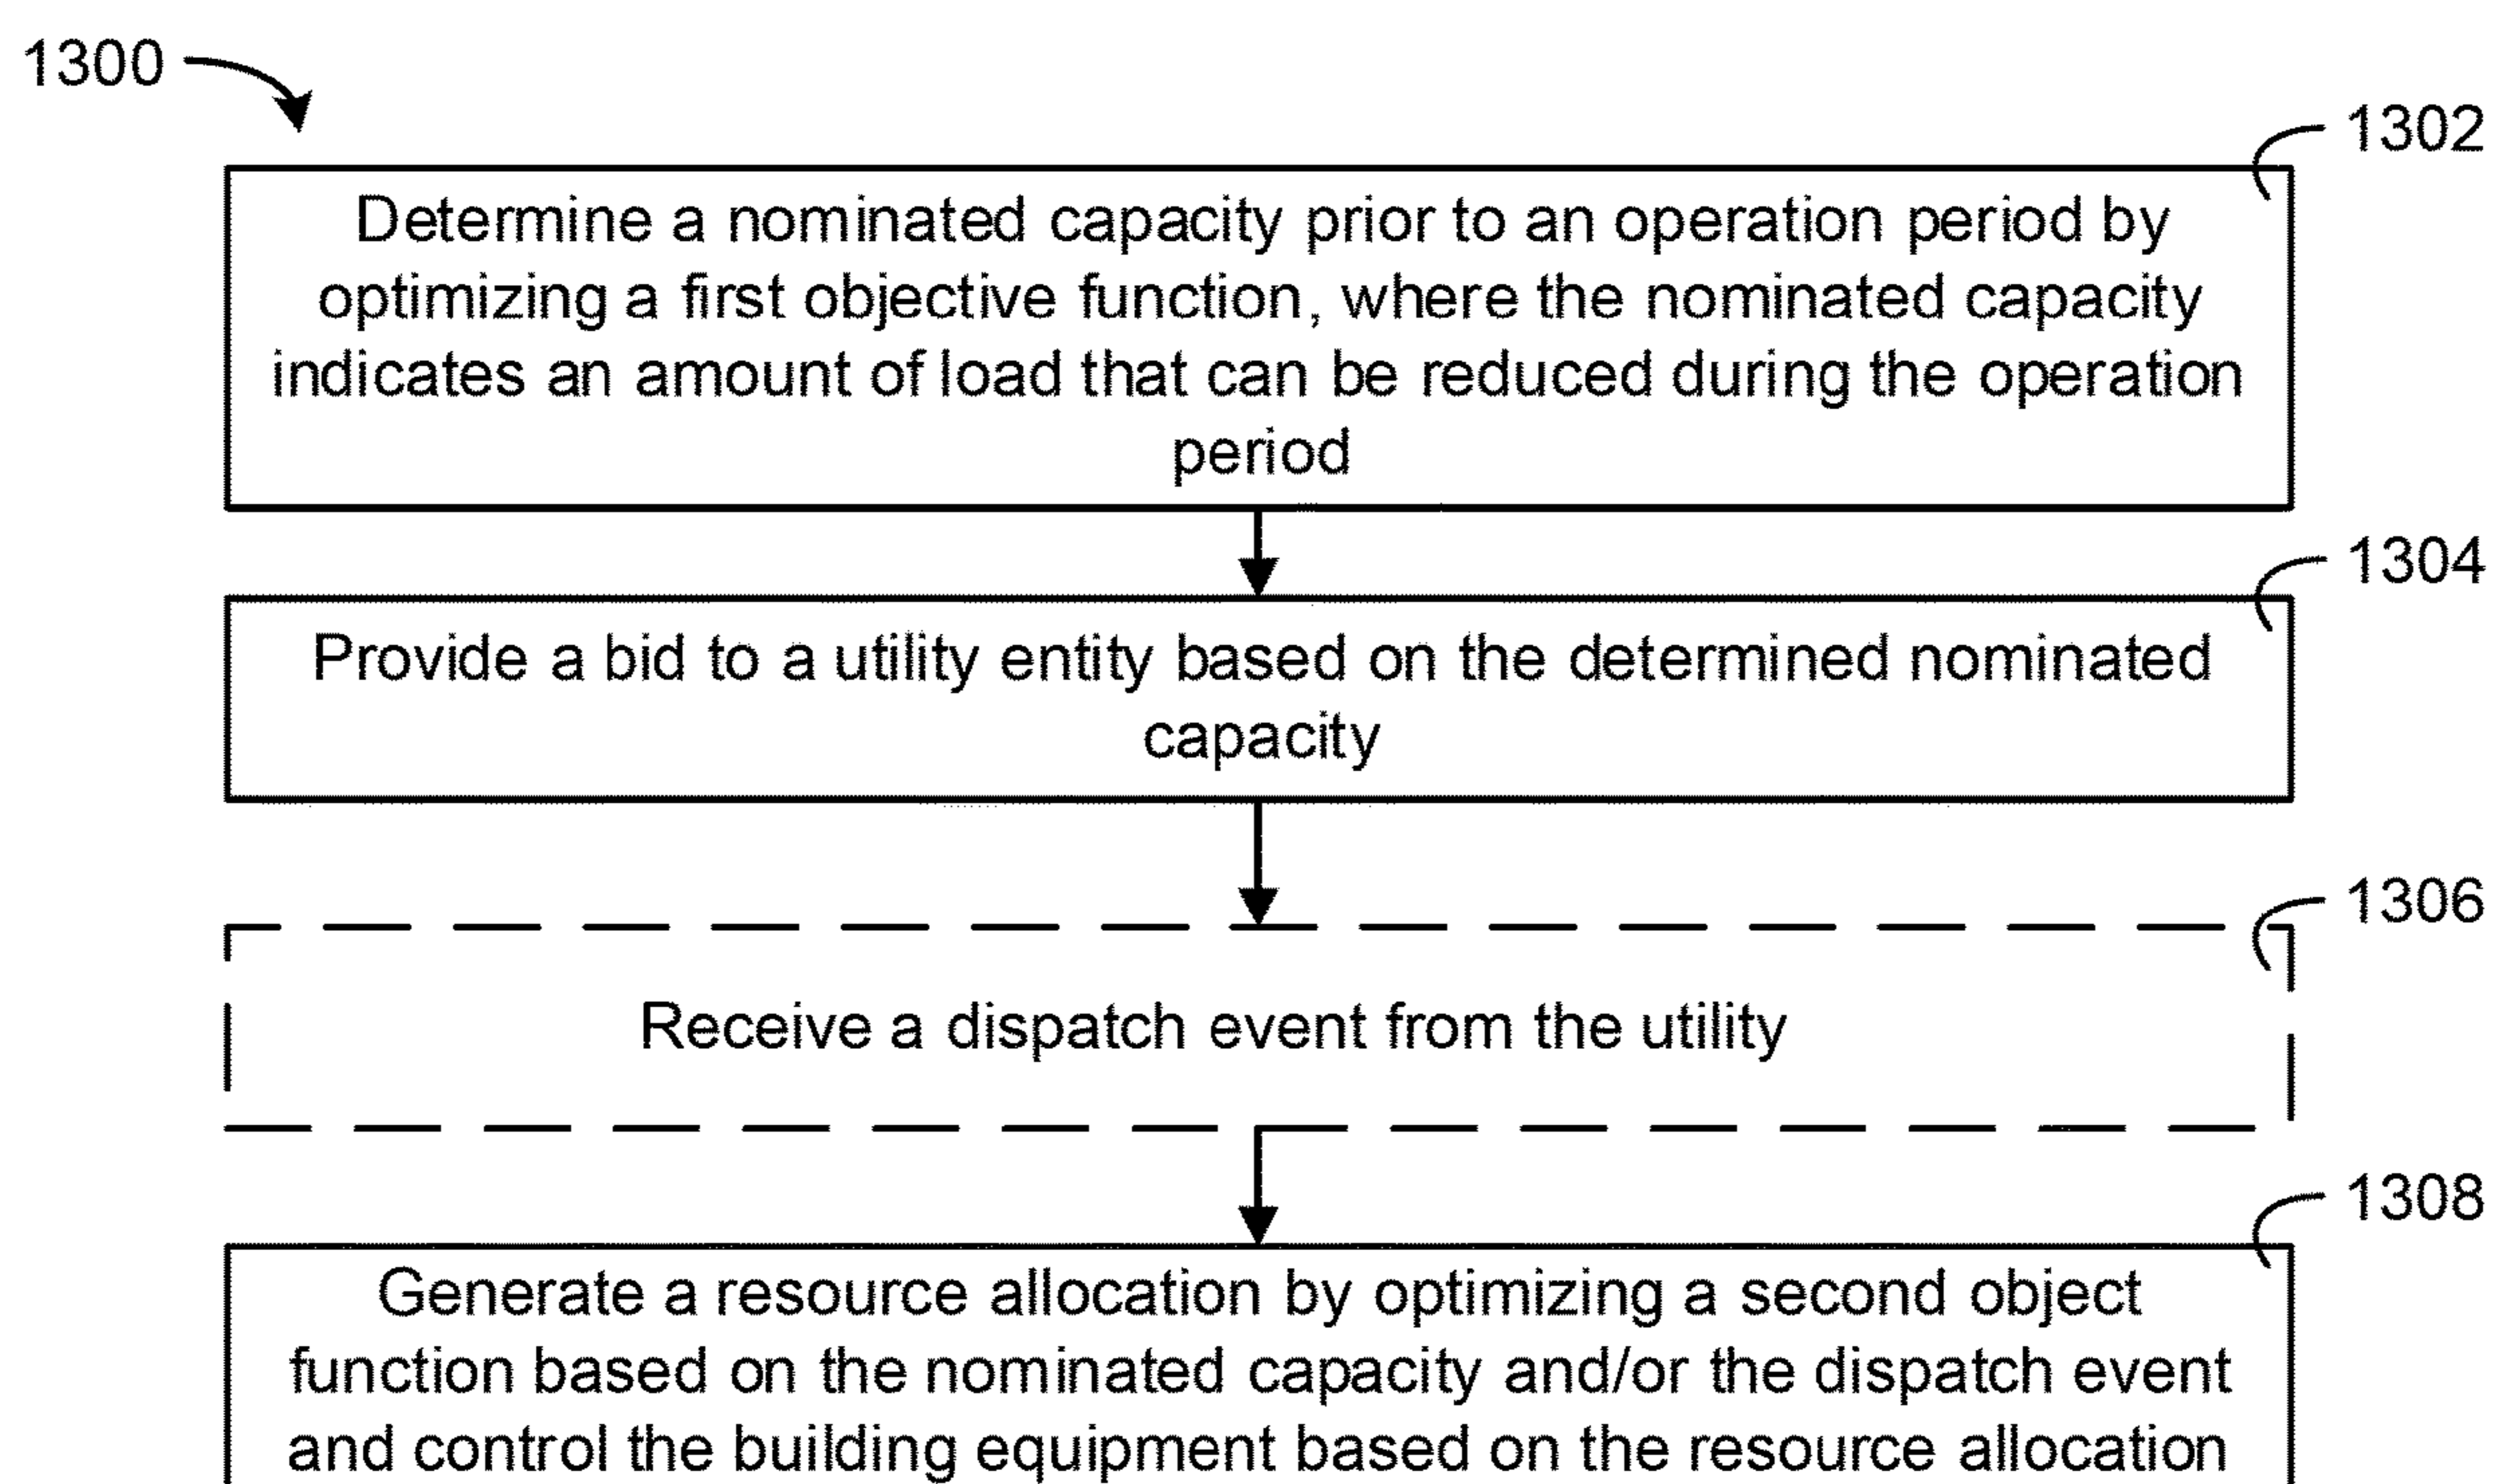 1300
1302
Determine a nominated capacity prior to an operation period by
optimizing a first objective function, where the nominated capacity
indicates an amount of load that can be reduced during the operation
period
1304
Provide a bid to a utility entity based on the determined nominated
capacity
1306
Receive a dispatch event from the utility
1308
Generate a resource allocation by optimizing a second object
function based on the nominated capacity and/or the dispatch event
and control the building equipment based on the resource allocation